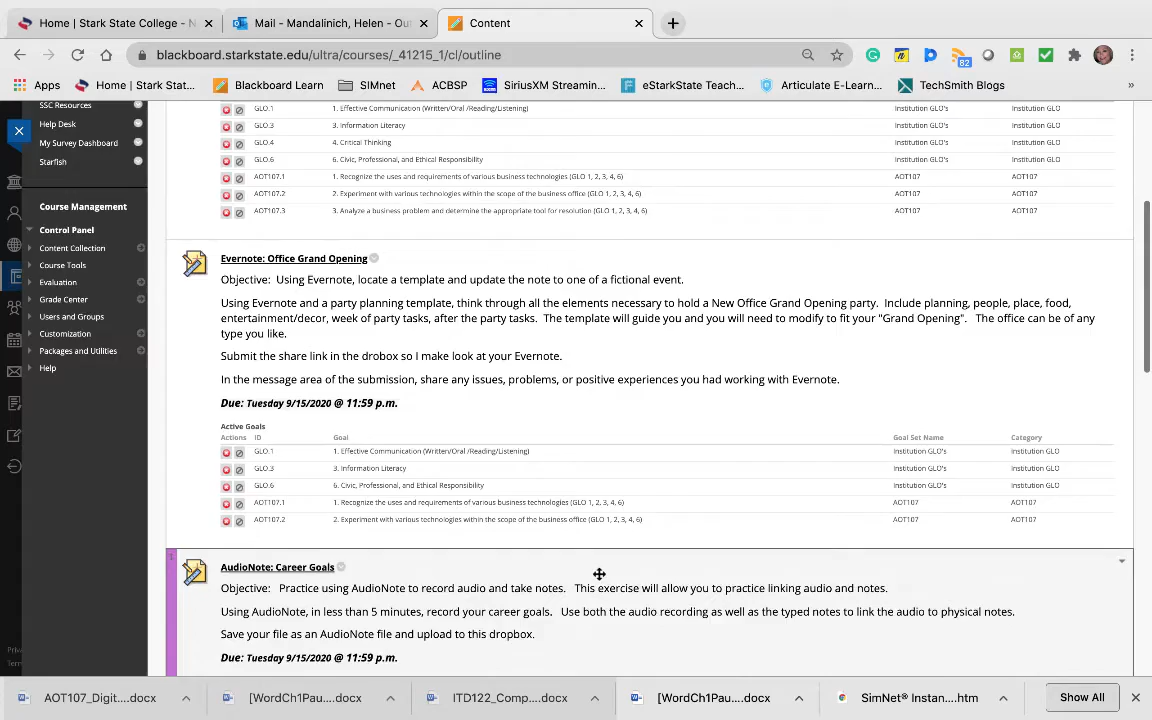 Home | Stark State College - N
Mail - Mandalinich, Helen - Ou
Content
blackboard.starkstate.edu/ultra/courses/_41215_1/cl/outline
82
Apps
Home | Stark Stat...
Blackboard Learn
SIMnet
ACBSP
SiriusXM Streamin...
eStarkState Teach...
Articulate E-Learn...
TechSmith Blogs
»
SSC Resources
Help Desk
My Survey Dashboard
Starfish
Course Management
Control Panel
Content Collection
Course Tools
Evaluation
Grade Center
Users and Groups
Customization
Packages and Utilities
Help
Priv
Term
GLO.1 1. Effective Communication (Written/Oral /Reading/Listening) Institution GLO's Institution GLO
GLO.3 3. Information Literacy Institution GLO's Institution GLO
GLO.4 4. Critical Thinking Institution GLO's Institution GLO
GLO.6 6. Civic, Professional, and Ethical Responsibility Institution GLO's Institution GLO
AOT107.1 1. Recognize the uses and requirements of various business technologies (GLO 1, 2, 3, 4, 6) AOT107 AOT107
AOT107.2 2. Experiment with various technologies within the scope of the business office (GLO 1, 2, 3, 4, 6) AOT107 AOT107
AOT107.3 3. Analyze a business problem and determine the appropriate tool for resolution (GLO 1, 2, 3, 4, 6) AOT107 AOT107
Evernote: Office Grand Opening
Objective: Using Evernote, locate a template and update the note to one of a fictional event.
Using Evernote and a party planning template, think through all the elements necessary to hold a New Office Grand Opening party. Include planning, people, place, food,
entertainment/decor, week of party tasks, after the party tasks. The template will guide you and you will need to modify to fit your "Grand Opening". The office can be of any
type you like.
Submit the share link in the drobox so I make look at your Evernote.
In the message area of the submission, share any issues, problems, or positive experiences you had working with Evernote.
Due: Tuesday 9/15/2020 @ 11:59 p.m.
Active Goals
Actions ID Goal Goal Set Name Category
GLO.1 1. Effective Communication (Written/Oral /Reading/Listening) Institution GLO's Institution GLO
GLO.3 3. Information Literacy Institution GLO's Institution GLO
GLO.6 6. Civic, Professional, and Ethical Responsibility Institution GLO's Institution GLO
AOT107.1 1. Recognize the uses and requirements of various business technologies (GLO 1, 2, 3, 4, 6) AOT107 AOT107
AOT107.2 2. Experiment with various technologies within the scope of the business office (GLO 1, 2, 3, 4, 6) AOT107 AOT107
AudioNote: Career Goals
Objective: Practice using AudioNote to record audio and take notes. This exercise will allow you to practice linking audio and notes.
Using AudioNote, in less than 5 minutes, record your career goals. Use both the audio recording as well as the typed notes to link the audio to physical notes.
Save your file as an AudioNote file and upload to this dropbox.
Due: Tuesday 9/15/2020 @ 11:59 p.m.
AOT107_Digit....docx
[WordCh1Pau....docx
ITD122_Comp....docx
[WordCh1Pau....docx
SimNet® Instan....htm
Show All